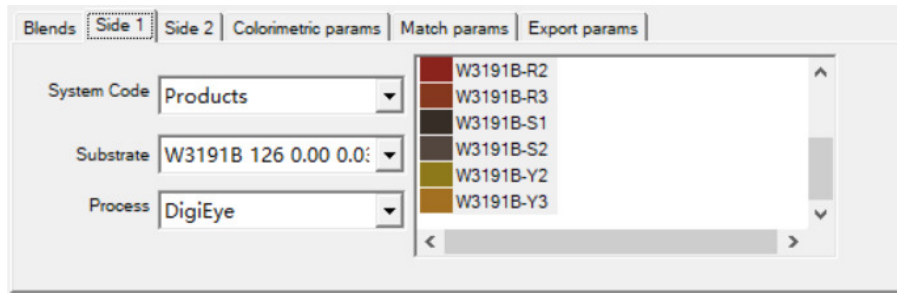 Blends Side 1 Side 2 Colorimetric params Match params Export params
System Code Products
Substrate W3191B 126 0.00 0.03
Process DigiEye
W3191B-R2
W3191B-R3
W3191B-S1
W3191B-S2
W3191B-Y2
W3191B-Y3